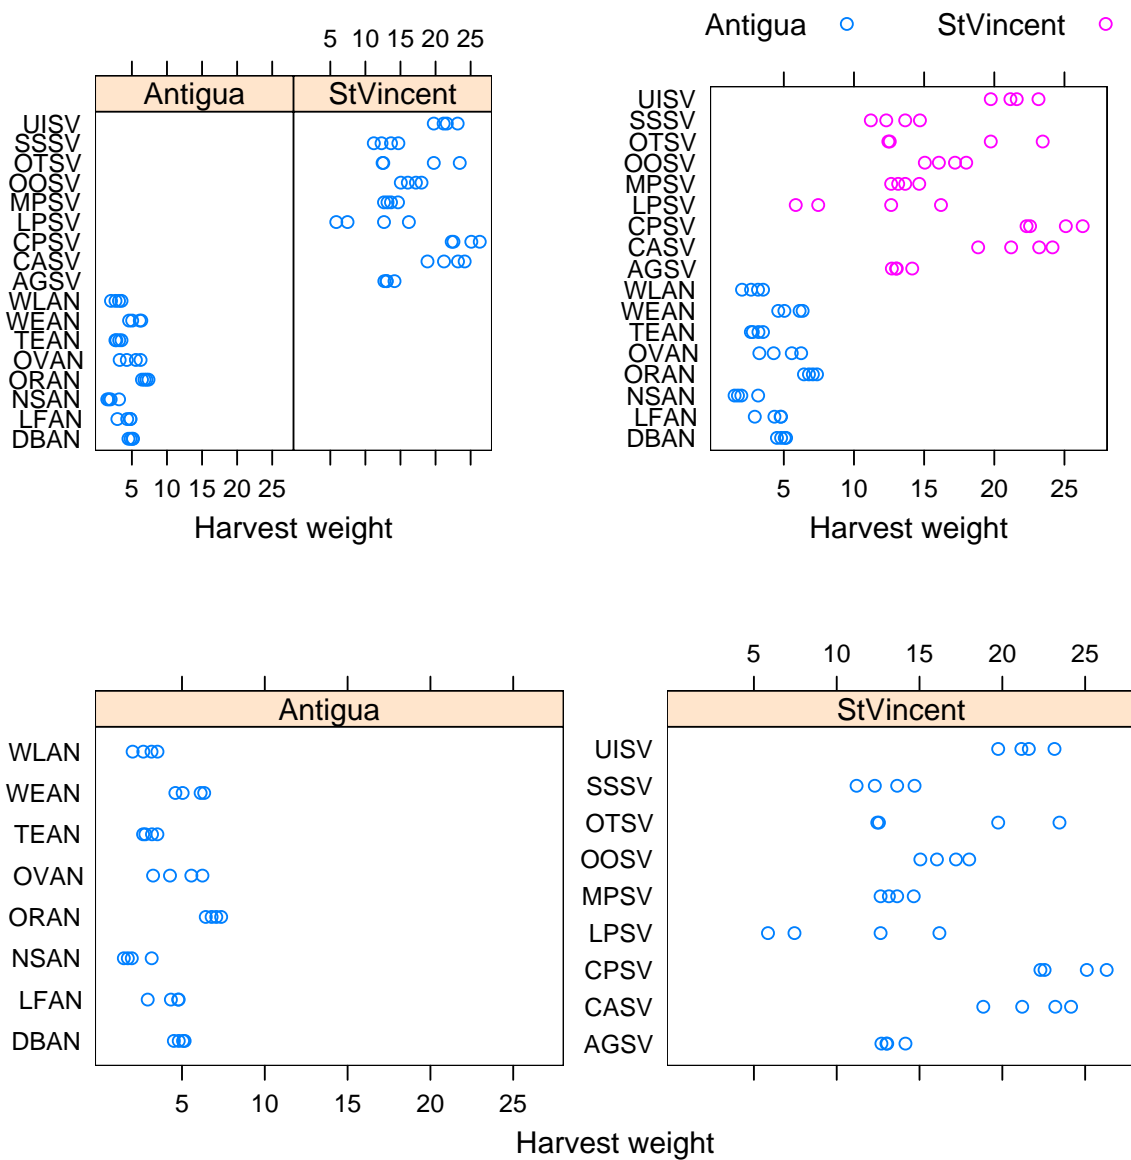 5 10 15 20 25
Antigua StVincent
UISV
SSSV
OTSV
OOSV
MPSV
LPSV
CPSV
CASV
AGSV
WLAN
WEAN
TEAN
OVAN
ORAN
NSAN
LFAN
DBAN
5 10 15 20 25
Harvest weight
Antigua StVincent
UISV
SSSV
OTSV
OOSV
MPSV
LPSV
CPSV
CASV
AGSV
WLAN
WEAN
TEAN
OVAN
ORAN
NSAN
LFAN
DBAN
5 10 15 20 25
Harvest weight
Antigua
WLAN
WEAN
TEAN
OVAN
ORAN
NSAN
LFAN
DBAN
5 10 15 20 25
5 10 15 20 25
StVincent
UISV
SSSV
OTSV
OOSV
MPSV
LPSV
CPSV
CASV
AGSV
Harvest weight